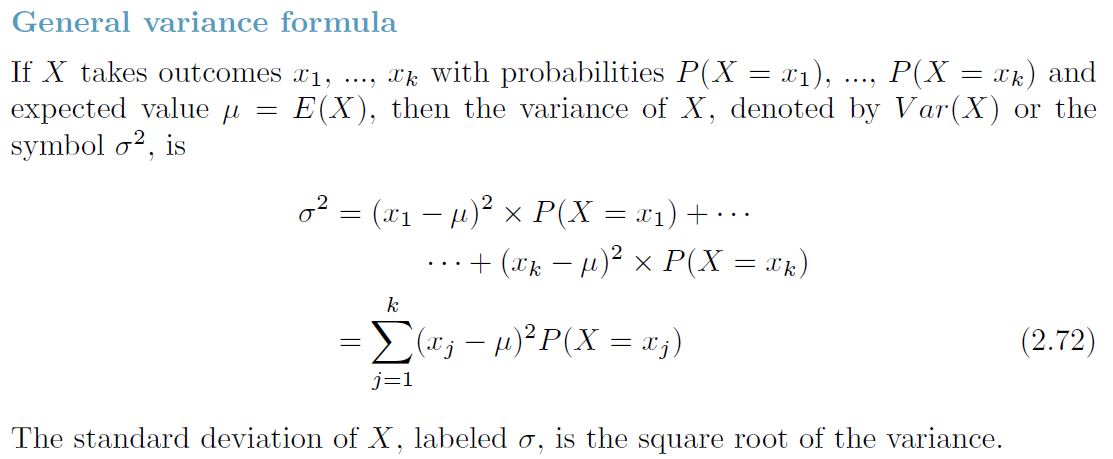 General variance formula
If X takes outcomes x₁, ..., xₖ with probabilities P(X = x₁), ..., P(X = xₖ) and
expected value μ = E(X), then the variance of X, denoted by Var(X) or the
symbol σ², is
σ² = (x₁ − μ)² × P(X = x₁) + ⋯
⋯ + (xₖ − μ)² × P(X = xₖ)
= ∑ⱼ₌₁ᵏ (xⱼ − μ)²P(X = xⱼ) (2.72)
The standard deviation of X, labeled σ, is the square root of the variance.